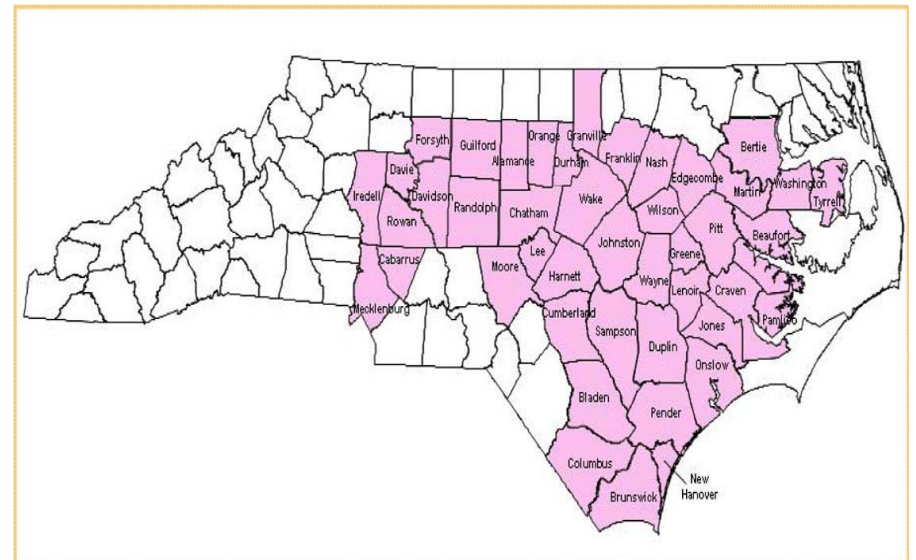 Forsyth
Guilford
Alamance
Orange
Durham
Granville
Franklin
Nash
Edgecombe
Bertie
Martin
Washington
Tyrrell
Iredell
Davie
Davidson
Rowan
Randolph
Chatham
Wake
Wilson
Pitt
Beaufort
Johnston
Greene
Cabarrus
Moore
Lee
Harnett
Wayne
Lenoir
Craven
Mecklenburg
Cumberland
Sampson
Duplin
Jones
Pamlico
Onslow
Bladen
Pender
Columbus
Brunswick
New
Hanover